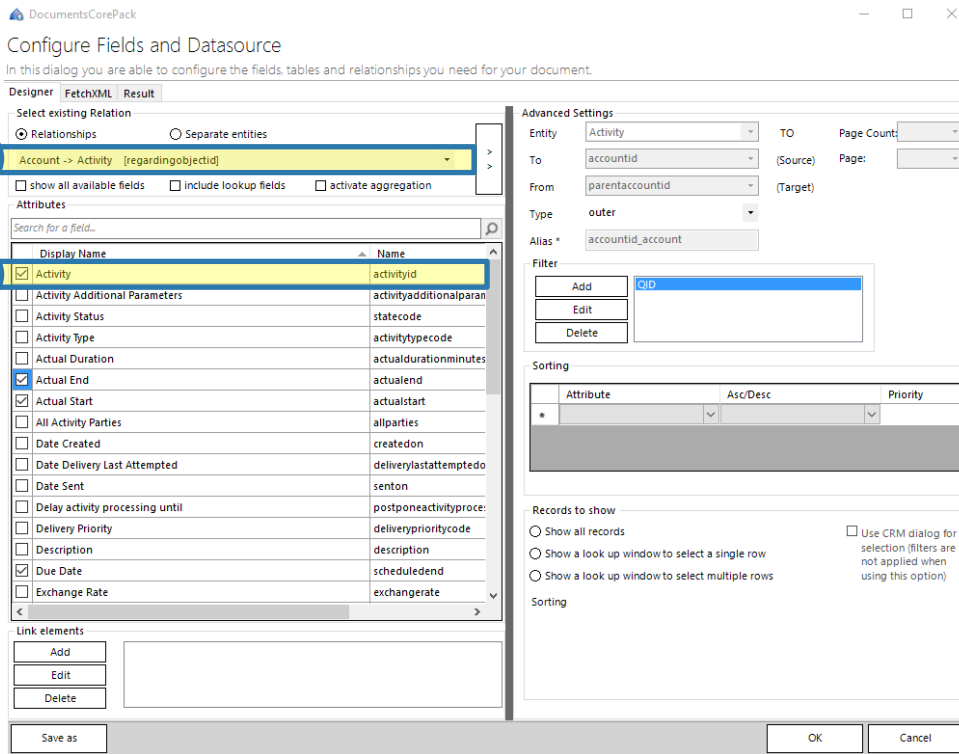 DocumentsCorePack
Configure Fields and Datasource
In this dialog you are able to configure the fields, tables and relationships you need for your document.
Designer FetchXML Result
Select existing Relation
Relationships Separate entities
Account -> Activity [regardingobjectid]
> >
show all available fields include lookup fields activate aggregation
Attributes
Search for a field...
Display Name Name
Activity activityid
Activity Additional Parameters activityadditionalparam
Activity Status statecode
Activity Type activitytypecode
Actual Duration actualdurationminutes
Actual End actualend
Actual Start actualstart
All Activity Parties allparties
Date Created createdon
Date Delivery Last Attempted deliverylastattemptedo
Date Sent senton
Delay activity processing until postponeactivityproces
Delivery Priority deliveryprioritycode
Description description
Due Date scheduledend
Exchange Rate exchangerate
Link elements
Add
Edit
Delete
Save as
Advanced Settings
Entity Activity TO Page Count:
To accountid (Source) Page:
From parentaccountid (Target)
Type outer
Alias * accountid_account
Filter
Add QID
Edit
Delete
Sorting
Attribute Asc/Desc Priority
*
Records to show
Show all records
Show a look up window to select a single row
Show a look up window to select multiple rows
Use CRM dialog for
selection (filters are
not applied when
using this option)
Sorting
OK Cancel